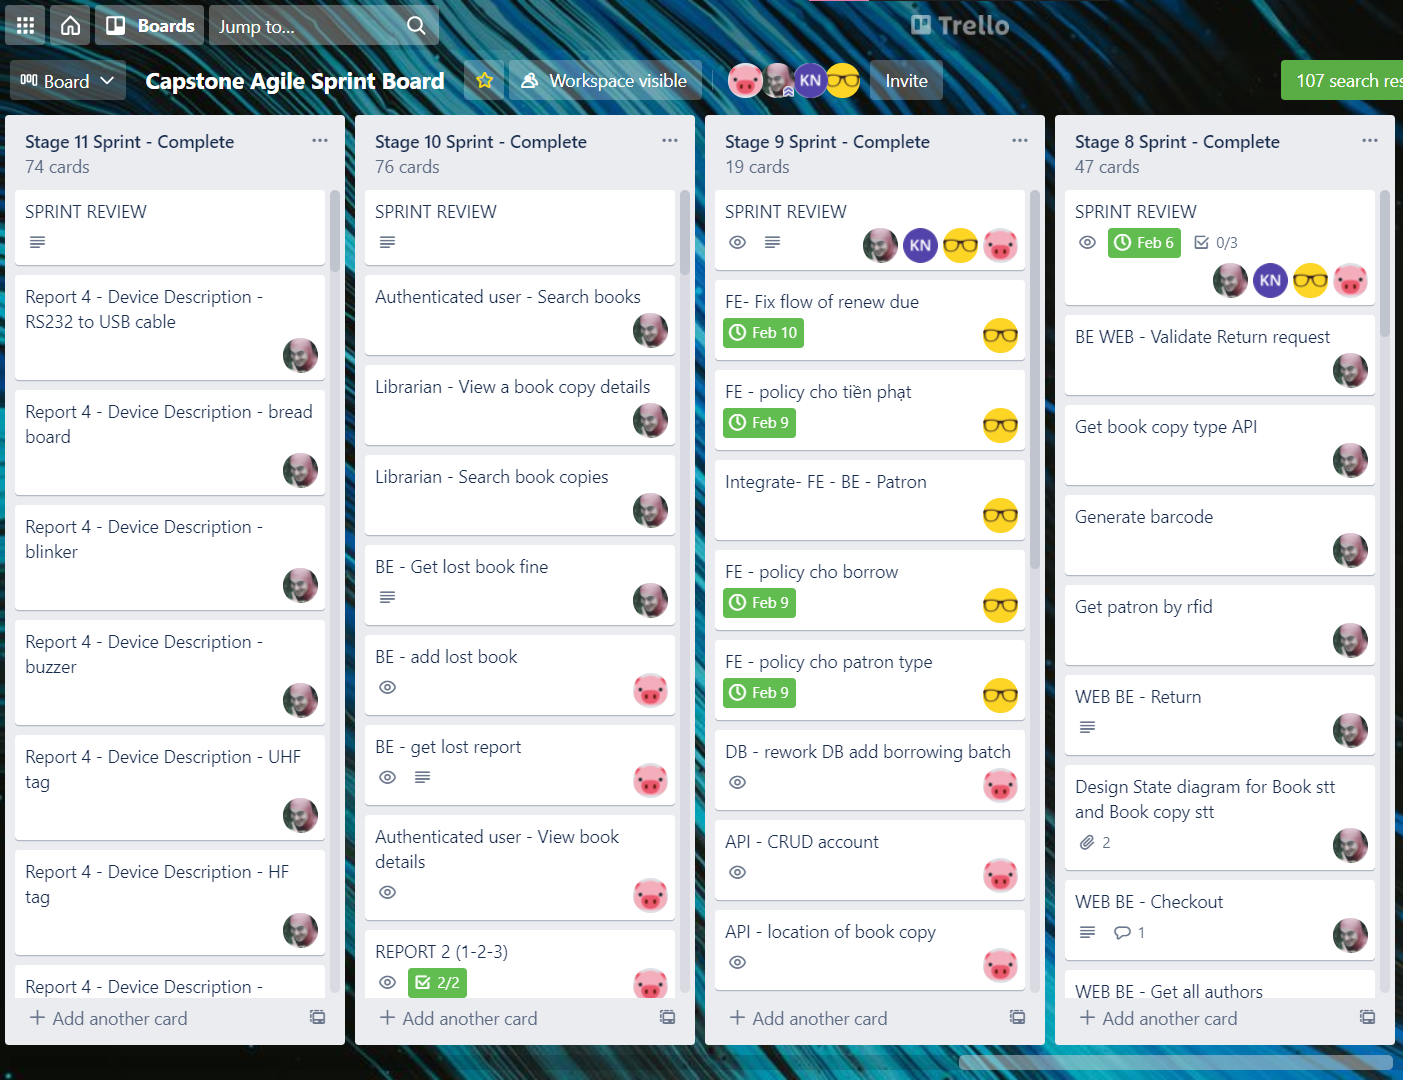 Boards
Jump to...
Trello
Board
Capstone Agile Sprint Board
Workspace visible
KN
Invite
107 search res
Stage 11 Sprint - Complete
74 cards
SPRINT REVIEW
Report 4 - Device Description -
RS232 to USB cable
Report 4 - Device Description - bread
board
Report 4 - Device Description -
blinker
Report 4 - Device Description -
buzzer
Report 4 - Device Description - UHF
tag
Report 4 - Device Description - HF
tag
Report 4 - Device Description -
+ Add another card
Stage 10 Sprint - Complete
76 cards
SPRINT REVIEW
Authenticated user - Search books
Librarian - View a book copy details
Librarian - Search book copies
BE - Get lost book fine
BE - add lost book
BE - get lost report
Authenticated user - View book
details
REPORT 2 (1-2-3)
2/2
+ Add another card
Stage 9 Sprint - Complete
19 cards
SPRINT REVIEW
KN
FE- Fix flow of renew due
Feb 10
FE - policy cho tiền phạt
Feb 9
Integrate- FE - BE - Patron
FE - policy cho borrow
Feb 9
FE - policy cho patron type
Feb 9
DB - rework DB add borrowing batch
API - CRUD account
API - location of book copy
+ Add another card
Stage 8 Sprint - Complete
47 cards
SPRINT REVIEW
Feb 6
0/3
KN
BE WEB - Validate Return request
Get book copy type API
Generate barcode
Get patron by rfid
WEB BE - Return
Design State diagram for Book stt
and Book copy stt
2
WEB BE - Checkout
1
WEB BE - Get all authors
+ Add another card